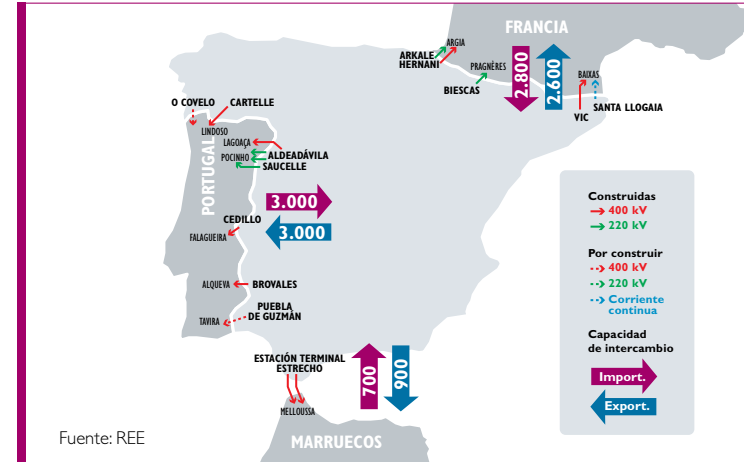 FRANCIA
ARGIA
ARKALE
HERNANI
PRAGNÈRES
BIESCAS
2.800
2.600
BAIXAS
SANTA LLOGAIA
VIC
O COVELO
CARTELLE
LINDOSO
LAGOAÇA
POCINHO
ALDEADÁVILA
SAUCELLE
PORTUGAL
3.000
CEDILLO
3.000
FALAGUEIRA
ALQUEVA
BROVALES
PUEBLA
DE GUZMÁN
TAVIRA
ESTACIÓN TERMINAL
ESTRECHO
700
900
MELLOUSSA
MARRUECOS
Construidas
400 kV
220 kV
Por construir
400 kV
220 kV
Corriente
continua
Capacidad
de intercambio
Import.
Export.
Fuente: REE